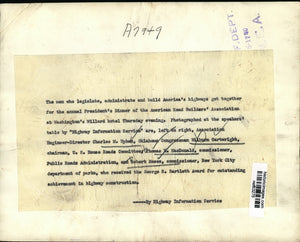 A7949
DEPT
The men who legislate, administrate and build America's highways got together
for the annual President's Dinner of the American Road Builders' Association
at Washington's Willard hotel Thursday evening. Photographed at the speakers'
table by "Highway Information Service" are, left to right, Association
Engineer-Director Charles M. Upham, Oklahoma Congressman Wilburn Cartwright,
chairman, U. S. House Roads Committee; Thomas H. MacDonald, commissioner,
Public Roads Administration, and Robert Moses, commissioner, New York City
department of parks, who received the George S. Bartlett Award for outstanding
achievement in highway construction.
-----By Highway Information Service